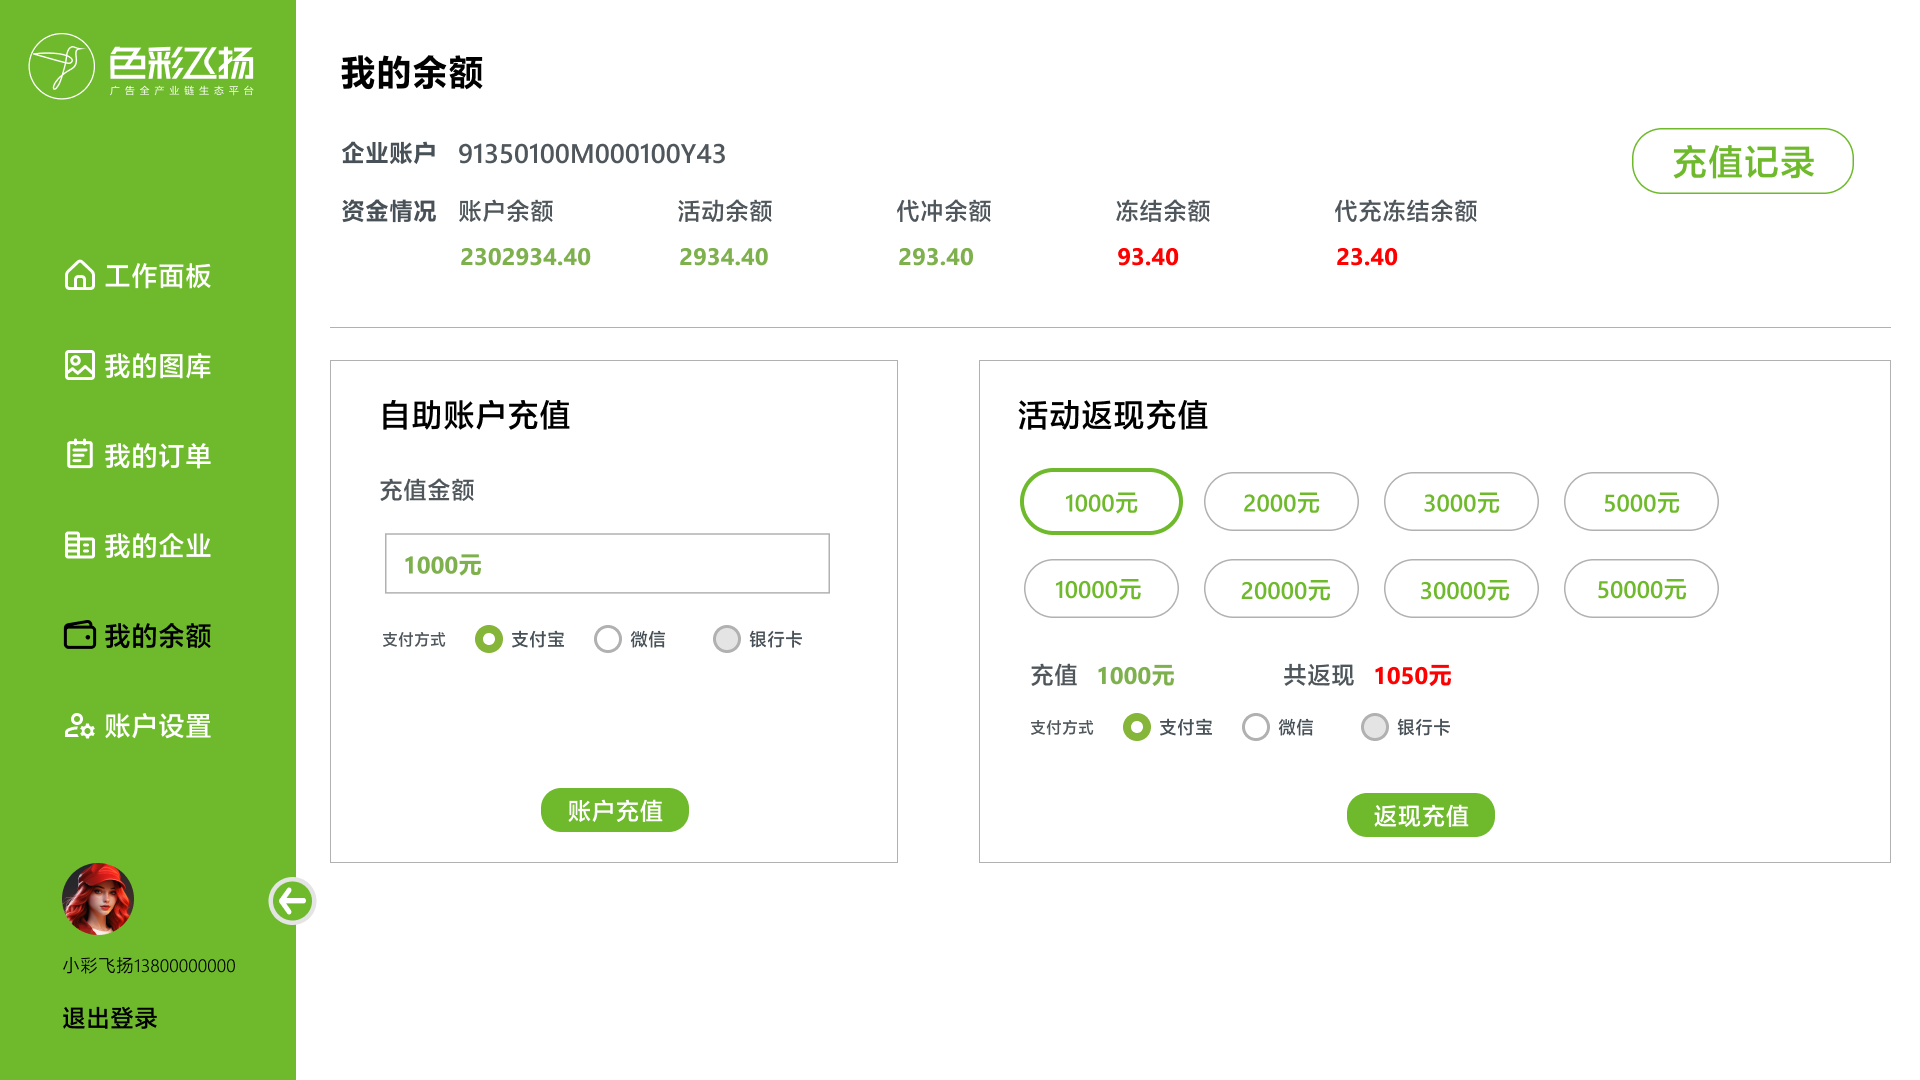 色彩飞扬
广告全产业链生态平台
工作面板
我的图库
我的订单
我的企业
我的余额
账户设置
小彩飞扬13800000000
退出登录
我的余额
企业账户 91350100M000100Y43
充值记录
资金情况 账户余额 活动余额 代冲余额 冻结余额 代充冻结余额
2302934.40 2934.40 293.40 93.40 23.40
自助账户充值
充值金额
1000元
支付方式 支付宝 微信 银行卡
账户充值
活动返现充值
1000元 2000元 3000元 5000元
10000元 20000元 30000元 50000元
充值 1000元 共返现 1050元
支付方式 支付宝 微信 银行卡
返现充值